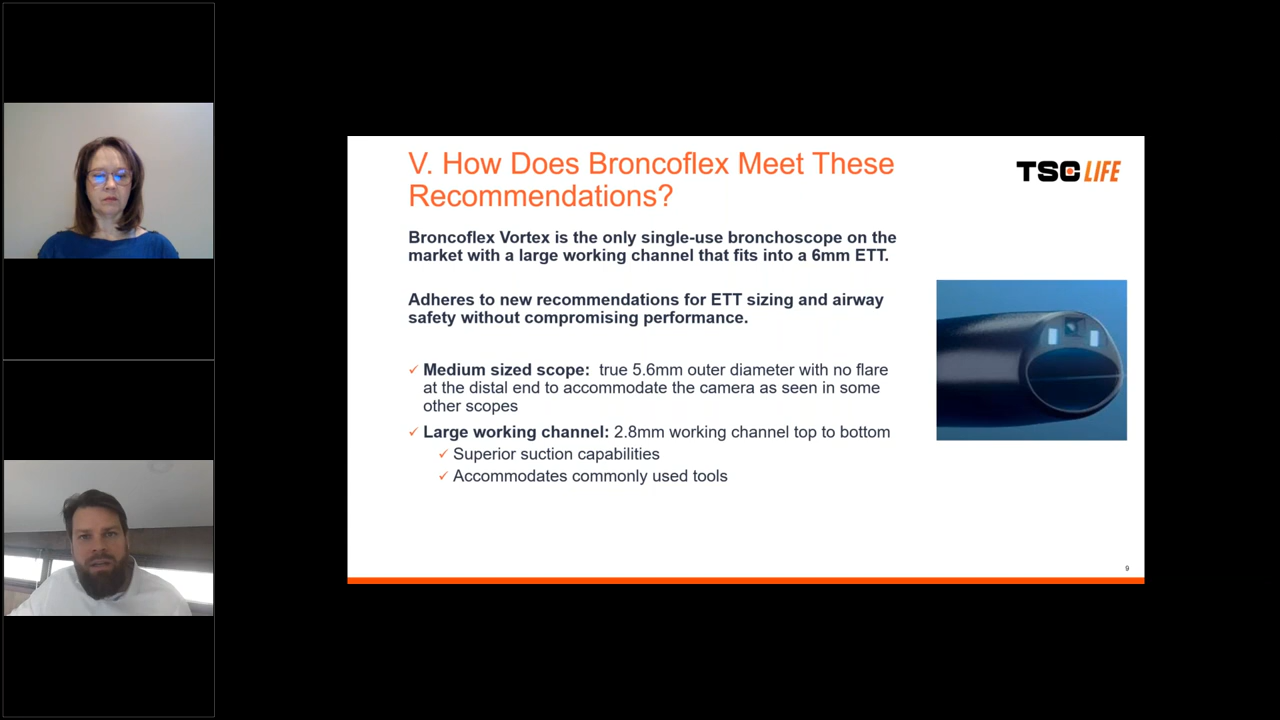 V. How Does Broncoflex Meet These
Recommendations?
TSC LIFE
Broncoflex Vortex is the only single-use bronchoscope on the
market with a large working channel that fits into a 6mm ETT.
Adheres to new recommendations for ETT sizing and airway
safety without compromising performance.
✓ Medium sized scope: true 5.6mm outer diameter with no flare
at the distal end to accommodate the camera as seen in some
other scopes
✓ Large working channel: 2.8mm working channel top to bottom
✓ Superior suction capabilities
✓ Accommodates commonly used tools
9